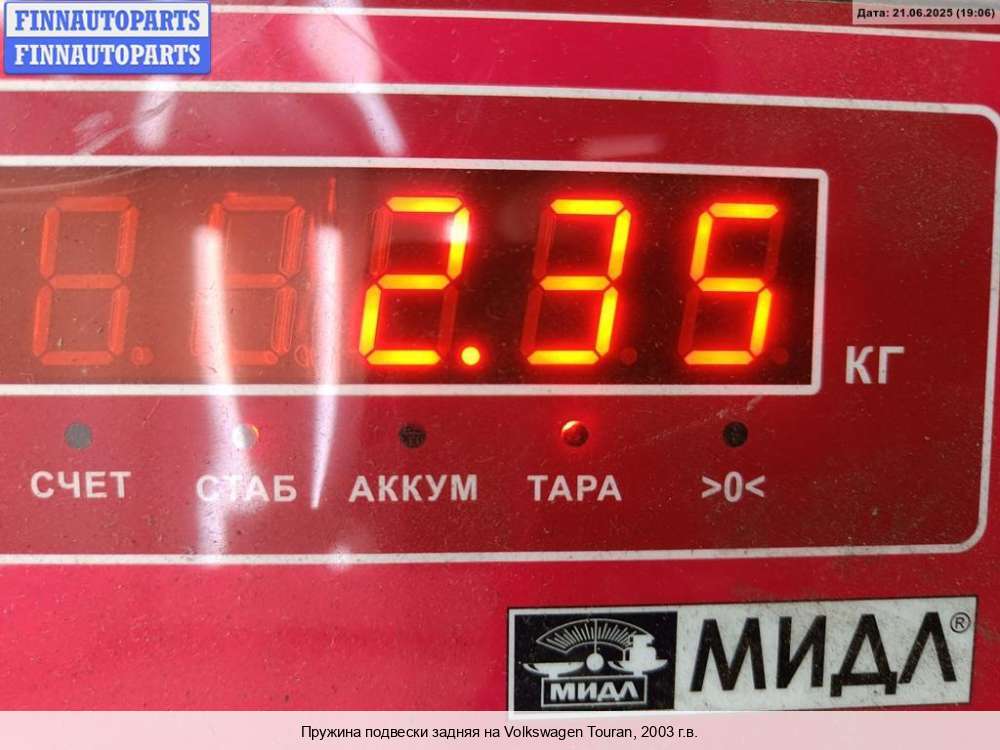 FINNAUTOPARTS
FINNAUTOPARTS
Дата: 21.06.2025 (19:06)
2.35
КГ
СЧЕТ СТАБ АККУМ ТАРА >0<
МИДЛ МИДЛ®
Пружина подвески задняя на Volkswagen Touran, 2003 г.в.